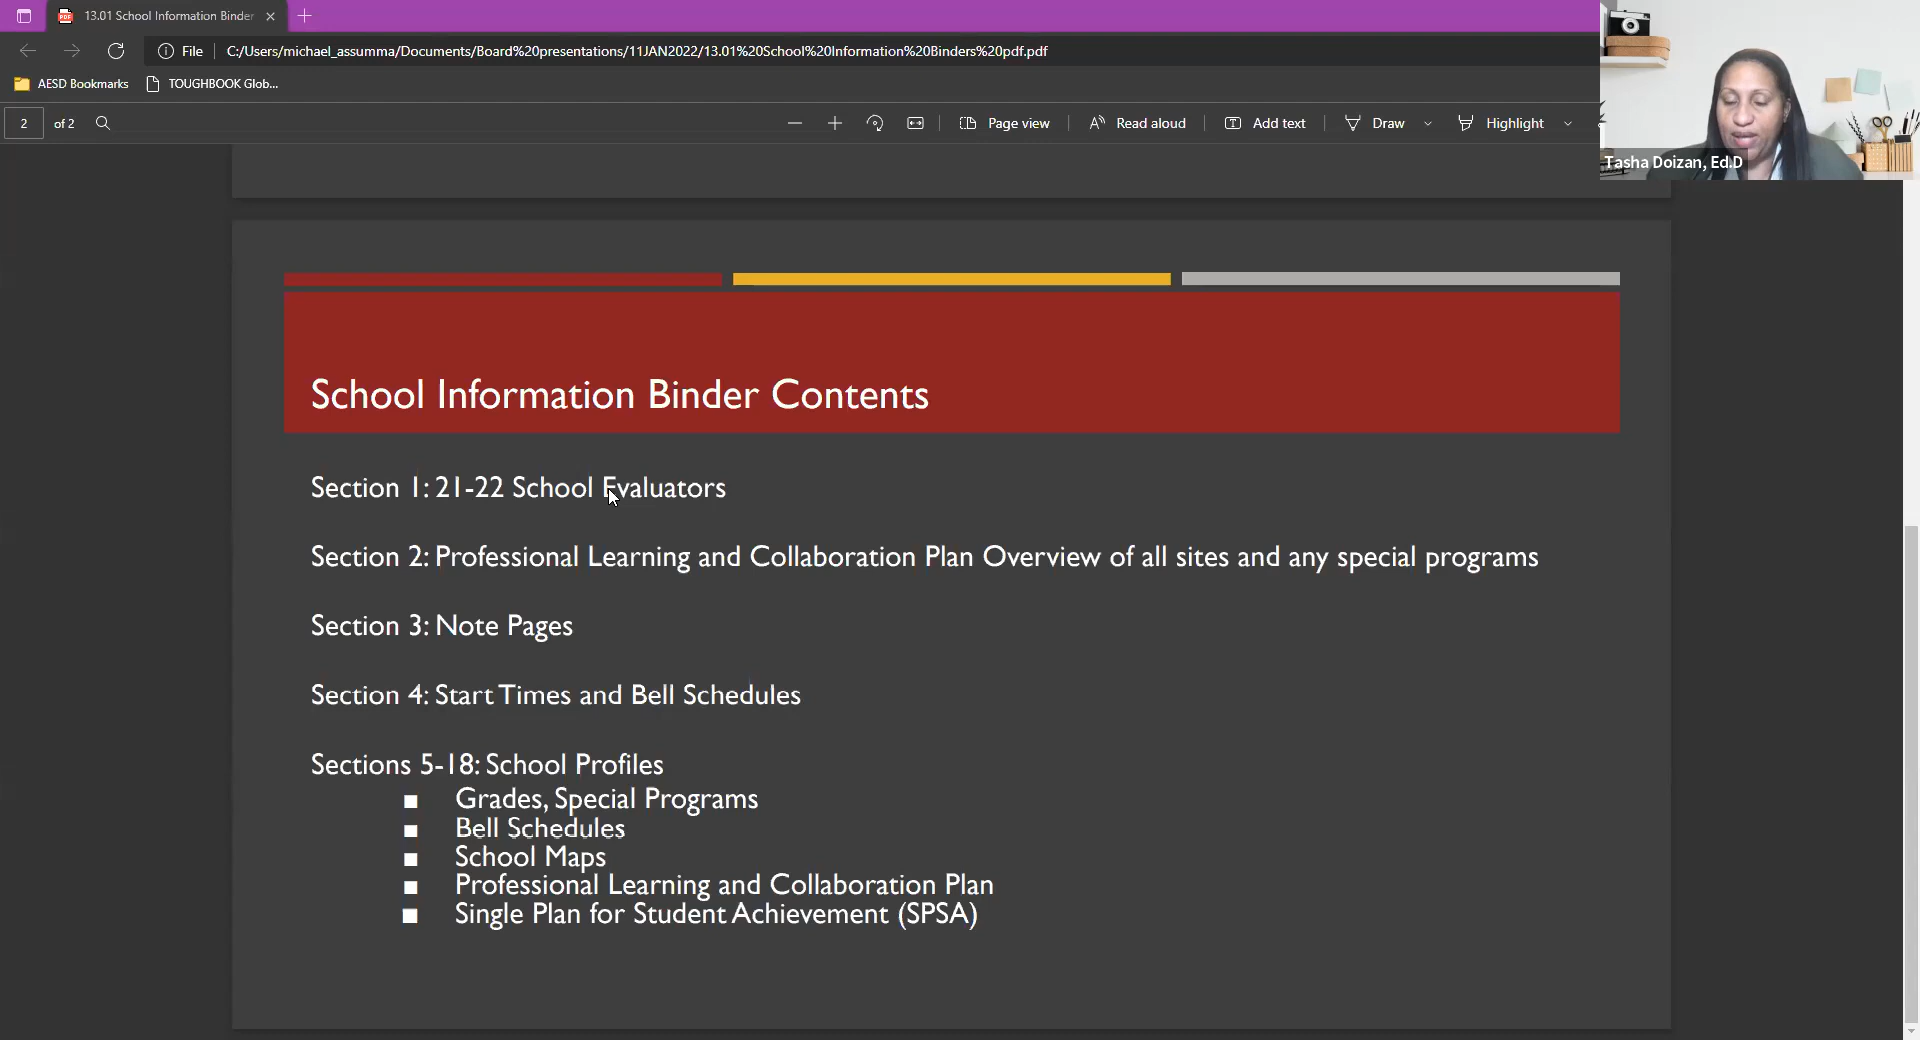 13.01 School Information Binder
File
C:/Users/michael_assumma/Documents/Board%20presentations/11JAN2022/13.01%20School%20Information%20Binders%20pdf.pdf
AESD Bookmarks
TOUGHBOOK Glob...
2 of 2
Page view
Read aloud
Add text
Draw
Highlight
Tasha Doizan, Ed.D
School Information Binder Contents
Section 1: 21-22 School Evaluators
Section 2: Professional Learning and Collaboration Plan Overview of all sites and any special programs
Section 3: Note Pages
Section 4: Start Times and Bell Schedules
Sections 5-18: School Profiles
■ Grades, Special Programs
■ Bell Schedules
■ School Maps
■ Professional Learning and Collaboration Plan
■ Single Plan for Student Achievement (SPSA)